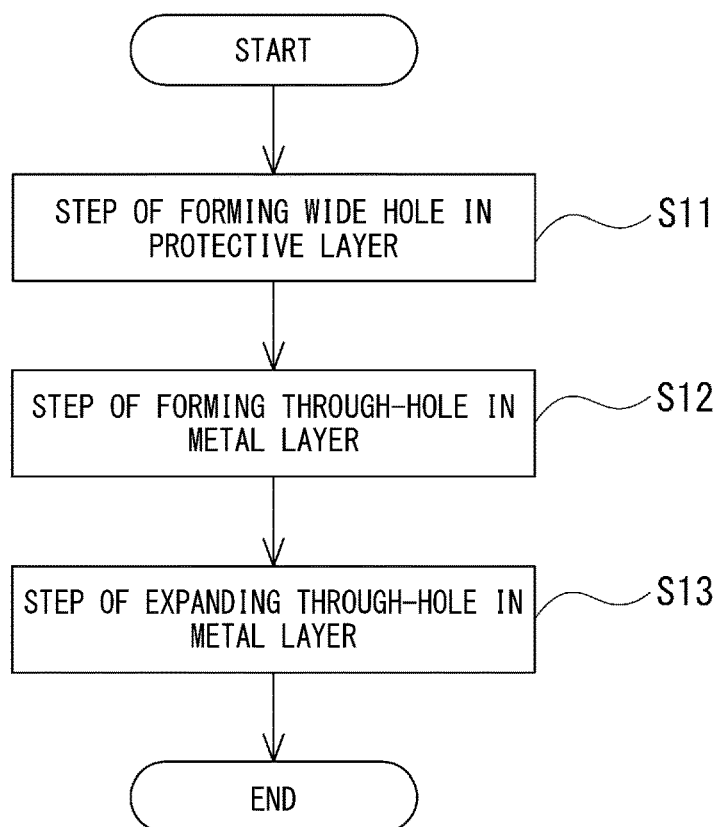 START
STEP OF FORMING WIDE HOLE IN
PROTECTIVE LAYER
S11
STEP OF FORMING THROUGH-HOLE IN
METAL LAYER
S12
STEP OF EXPANDING THROUGH-HOLE IN
METAL LAYER
S13
END